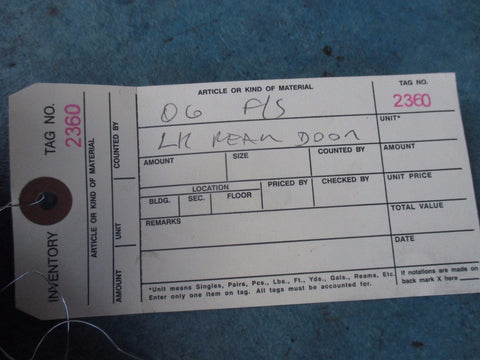 INVENTORY TAG NO. 2360
ARTICLE OR KIND OF MATERIAL
AMOUNT UNIT COUNTED BY
ARTICLE OR KIND OF MATERIAL TAG NO.
06 P/S 2360
LR REAR DOOR UNIT*
AMOUNT SIZE COUNTED BY
UNIT PRICE
LOCATION PRICED BY CHECKED BY
BLDG. SEC. FLOOR
TOTAL VALUE
REMARKS
DATE
*Unit means Singles, Pairs, Pcs., Lbs., Ft., Yds., Gals., Reams, Etc.
Enter only one item on tag. All tags must be accounted for.
If notations are made on
back mark X here